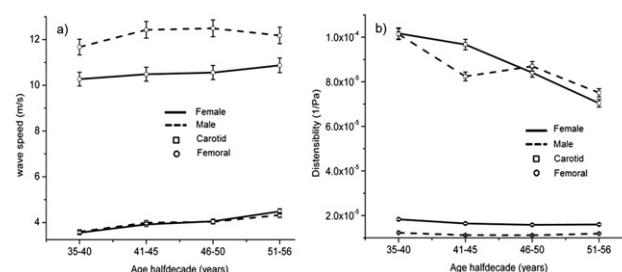 a)
12
10
8
6
4
wave speed (m/s)
Female
Male
Carotid
Femoral
35-40
41-45
46-50
51-56
Age halfdecade (years)
b)
1.0x10⁻⁴
8.0x10⁻⁵
6.0x10⁻⁵
4.0x10⁻⁵
2.0x10⁻⁵
Distensiblity (1/Pa)
Female
Male
Carotid
Femoral
35-40
41-45
46-50
51-56
Age halfdecade (years)